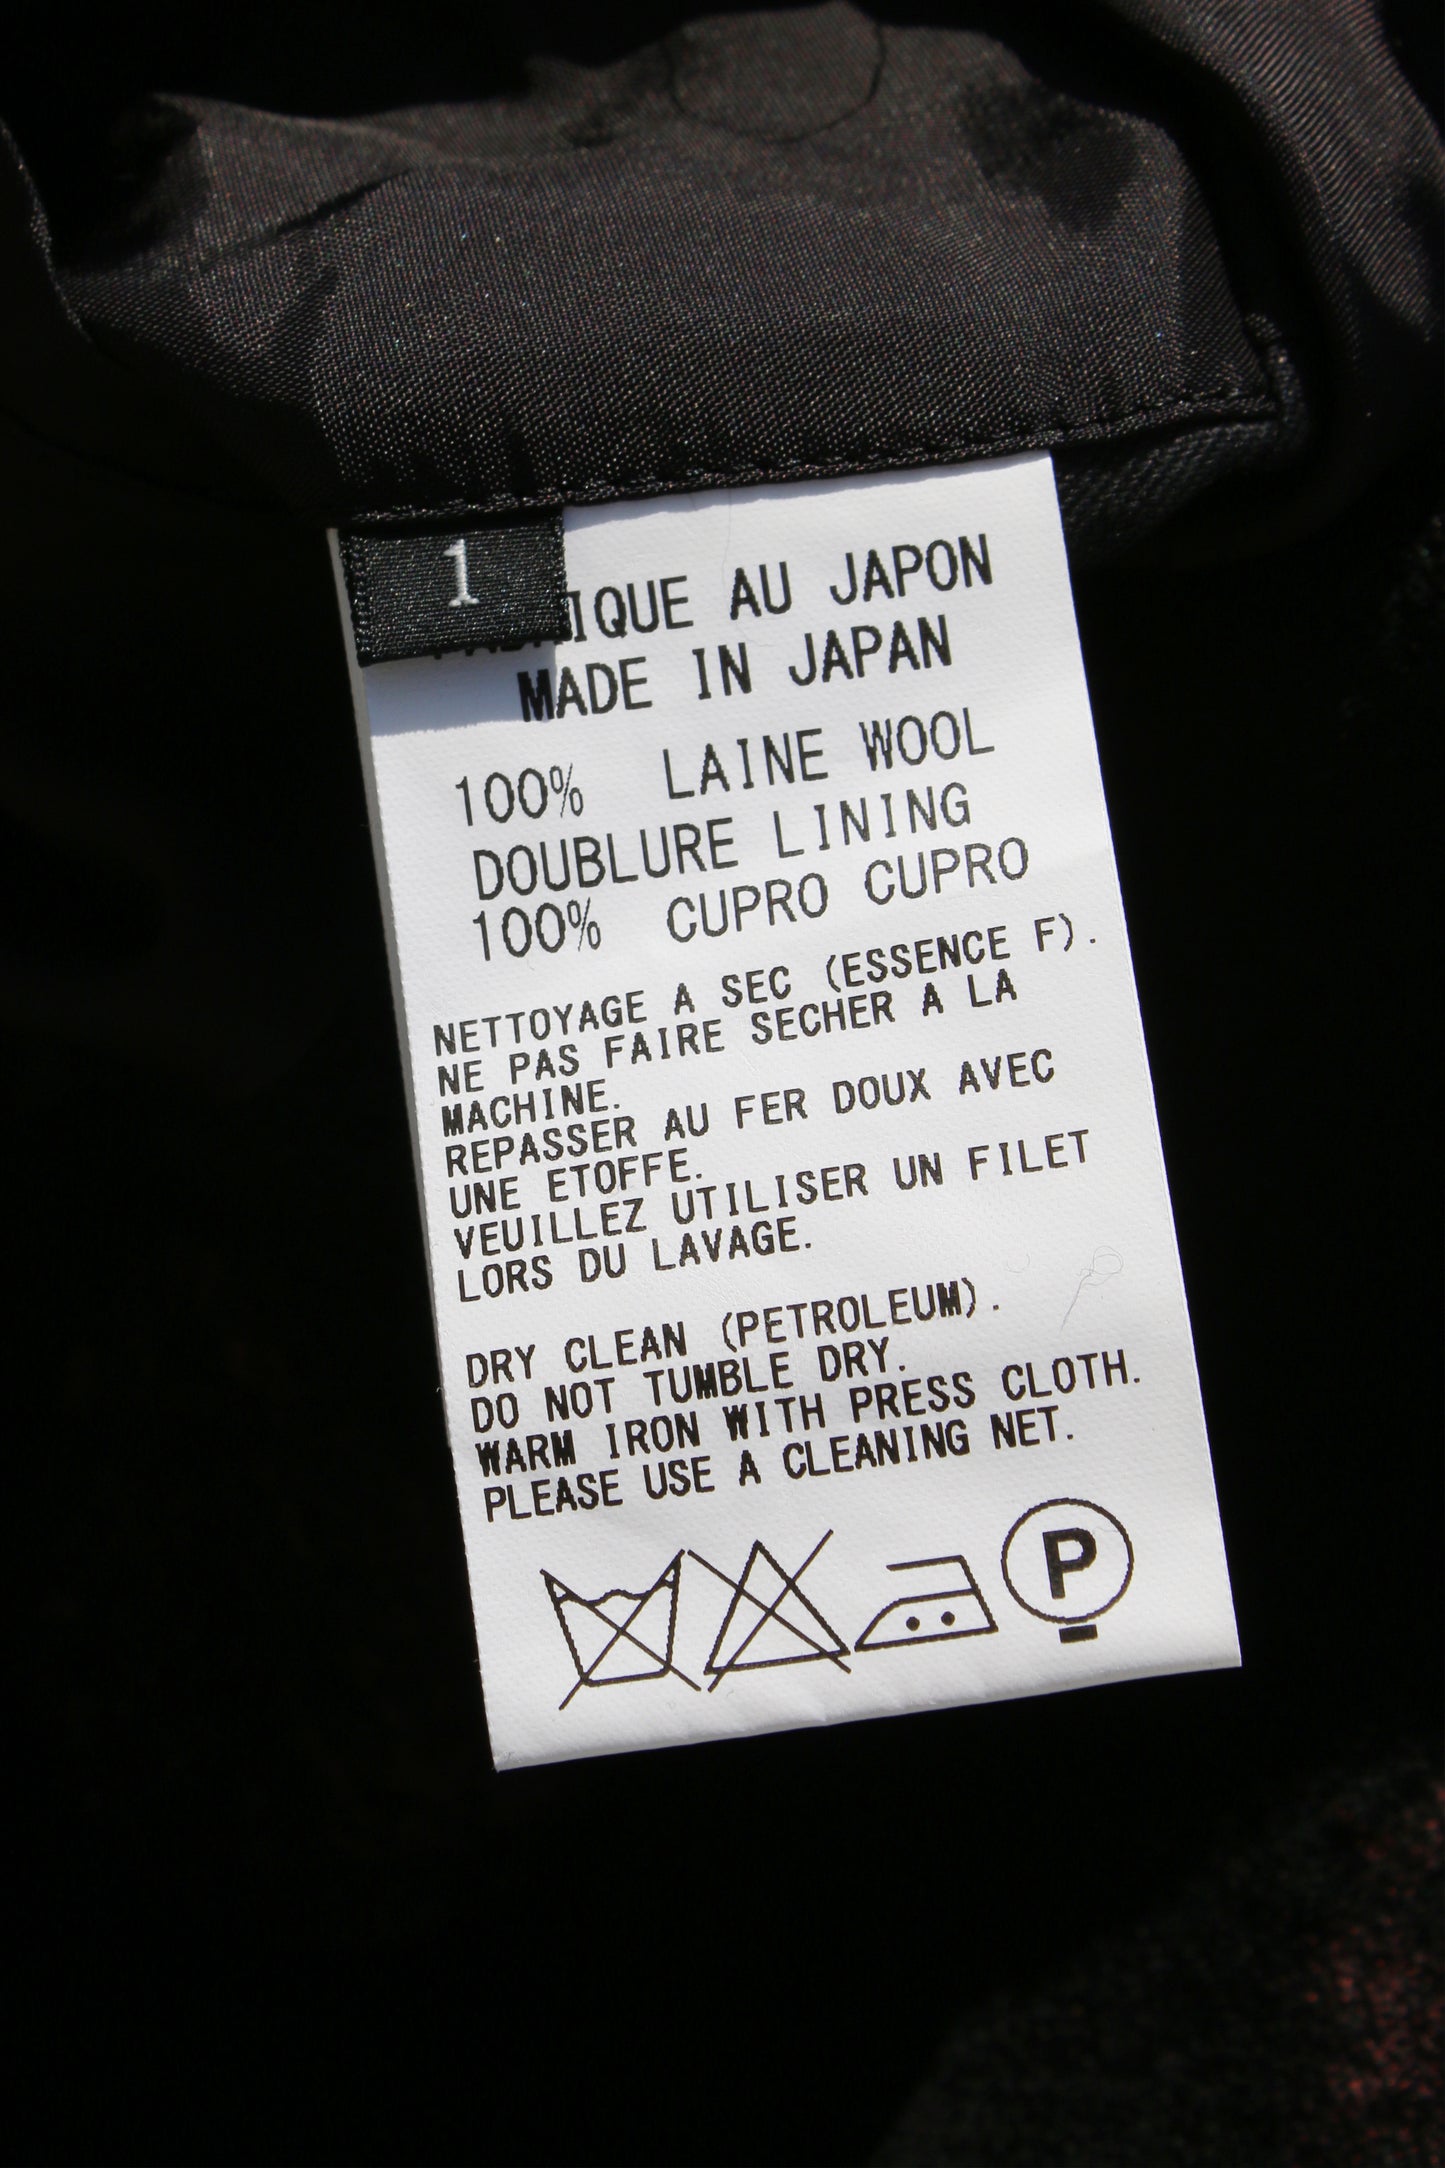 1
AU JAPON
MADE IN JAPAN
100% LAINE WOOL
DOUBLURE LINING
100% CUPRO CUPRO
NETTOYAGE A SEC (ESSENCE F).
NE PAS FAIRE SECHER A LA
MACHINE.
REPASSER AU FER DOUX AVEC
UNE ETOFFE.
VEUILLEZ UTILISER UN FILET
LORS DU LAVAGE.
DRY CLEAN (PETROLEUM).
DO NOT TUMBLE DRY.
WARM IRON WITH PRESS CLOTH.
PLEASE USE A CLEANING NET.
P